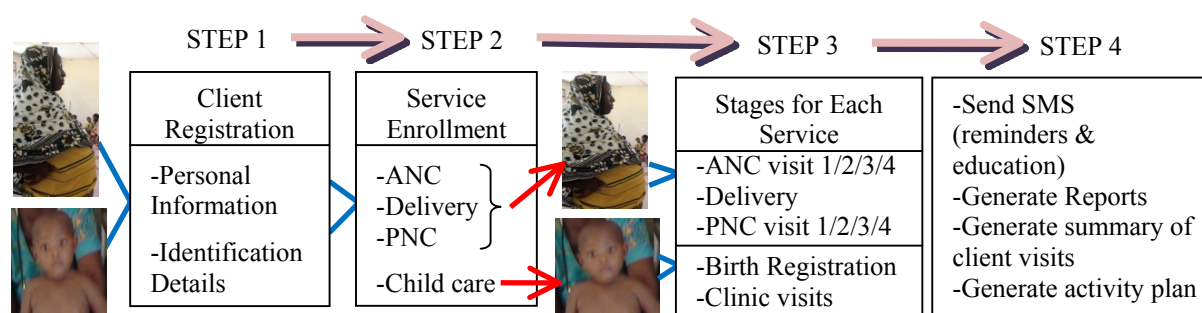 STEP 1
STEP 2
STEP 3
STEP 4
Client
Registration
-Personal
Information
-Identification
Details
Service
Enrollment
-ANC
-Delivery
-PNC
-Child care
Stages for Each
Service
-ANC visit 1/2/3/4
-Delivery
-PNC visit 1/2/3/4
-Birth Registration
-Clinic visits
-Send SMS
(reminders &
education)
-Generate Reports
-Generate summary of
client visits
-Generate activity plan